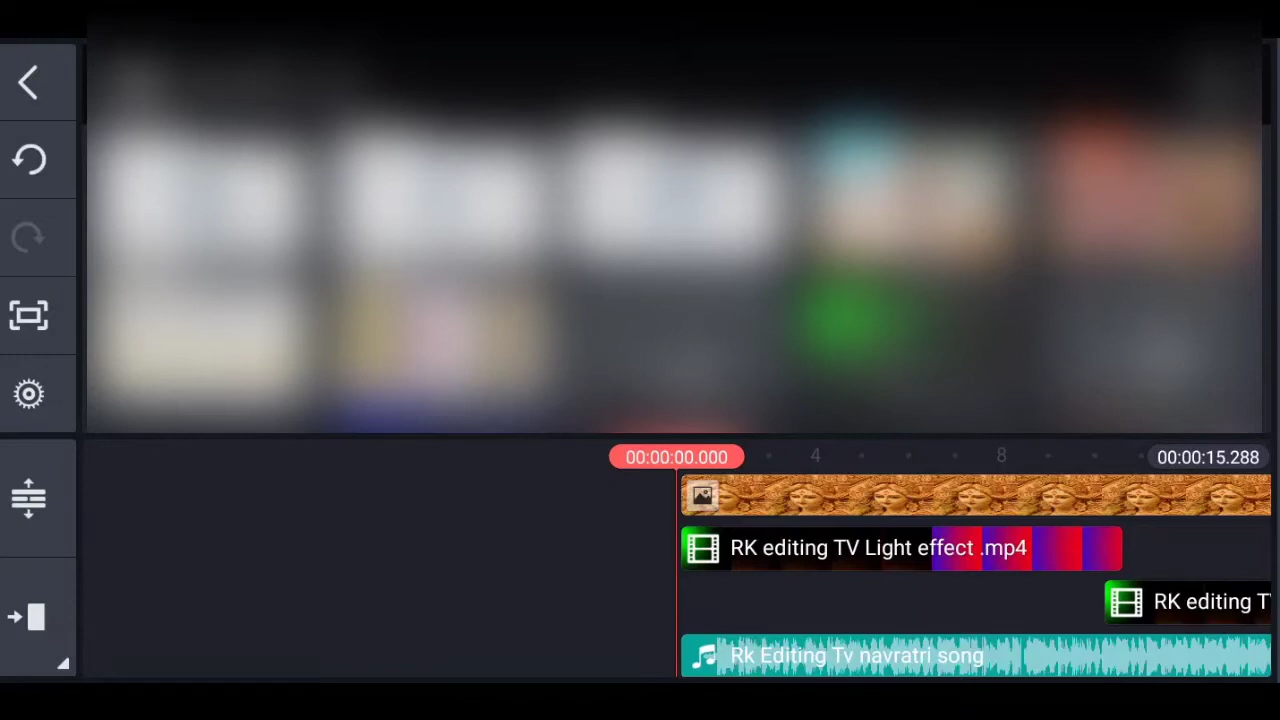 00:00:00.000
4
8
00:00:15.288
RK editing TV Light effect .mp4
RK editing T
Rk Editing Tv navratri song